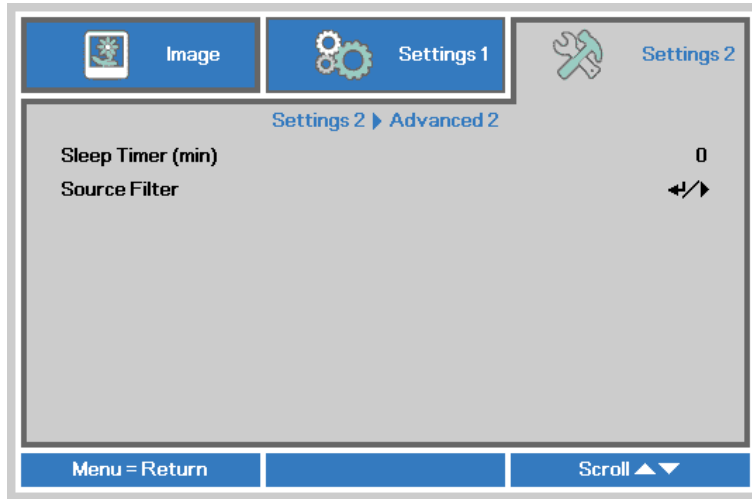 Image
Settings 1
Settings 2
Settings 2 ▶ Advanced 2
Sleep Timer (min) 0
Source Filter ↵/▶
Menu = Return
Scroll ▲▼